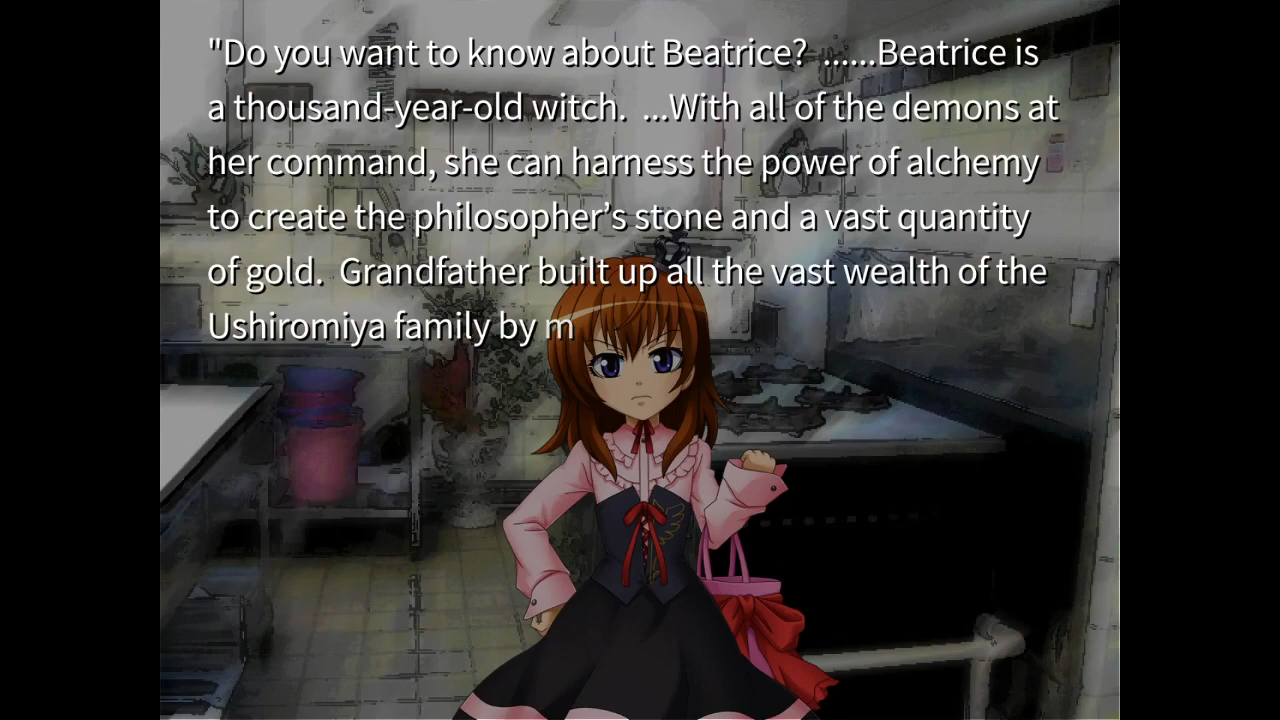 "Do you want to know about Beatrice?  ......Beatrice is
a thousand-year-old witch.  ...With all of the demons at
her command, she can harness the power of alchemy
to create the philosopher’s stone and a vast quantity
of gold.  Grandfather built up all the vast wealth of the
Ushiromiya family by m